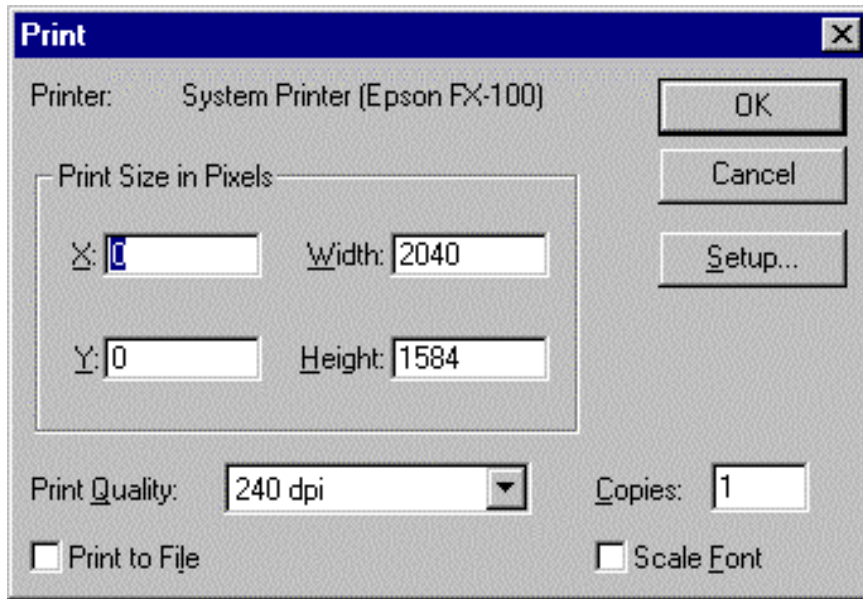 Print
Printer: System Printer (Epson FX-100)
OK
Print Size in Pixels
Cancel
X: 0 Width: 2040
Setup...
Y: 0 Height: 1584
Print Quality: 240 dpi Copies: 1
Print to File Scale Font